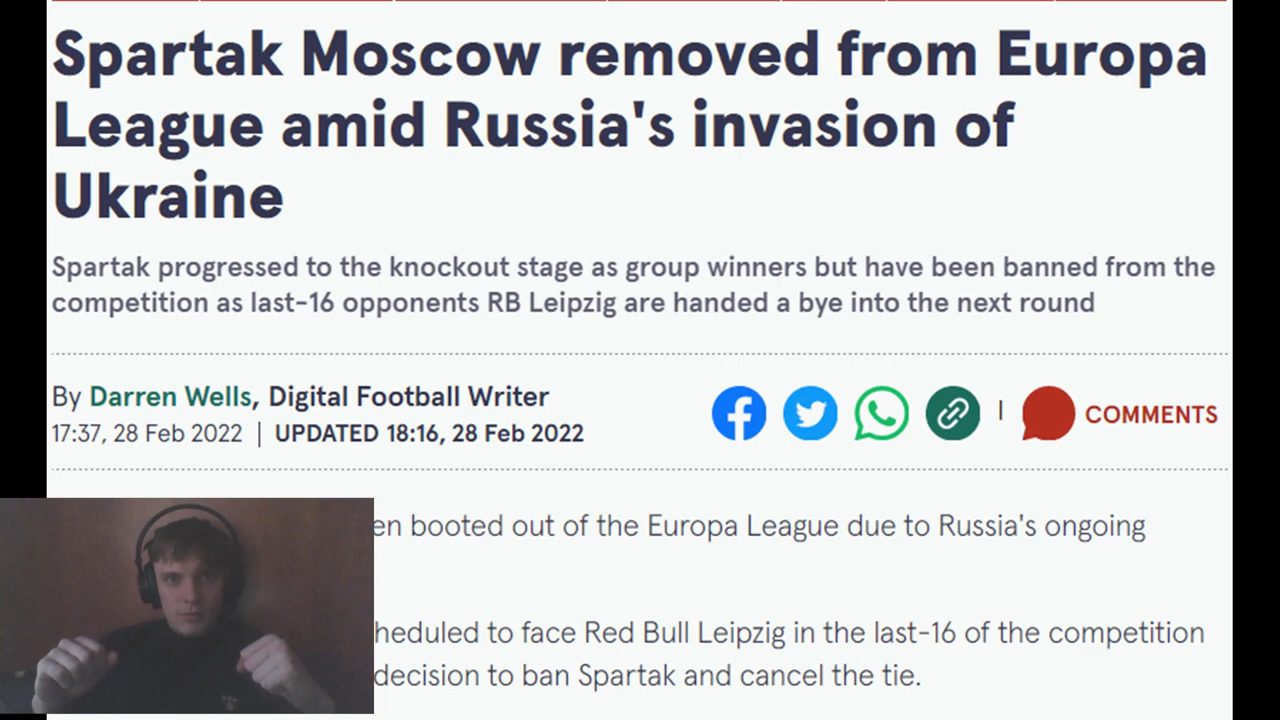 Spartak Moscow removed from Europa
League amid Russia's invasion of
Ukraine
Spartak progressed to the knockout stage as group winners but have been banned from the
competition as last-16 opponents RB Leipzig are handed a bye into the next round
By Darren Wells, Digital Football Writer
17:37, 28 Feb 2022 | UPDATED 18:16, 28 Feb 2022
COMMENTS
en booted out of the Europa League due to Russia's ongoing
heduled to face Red Bull Leipzig in the last-16 of the competition
decision to ban Spartak and cancel the tie.